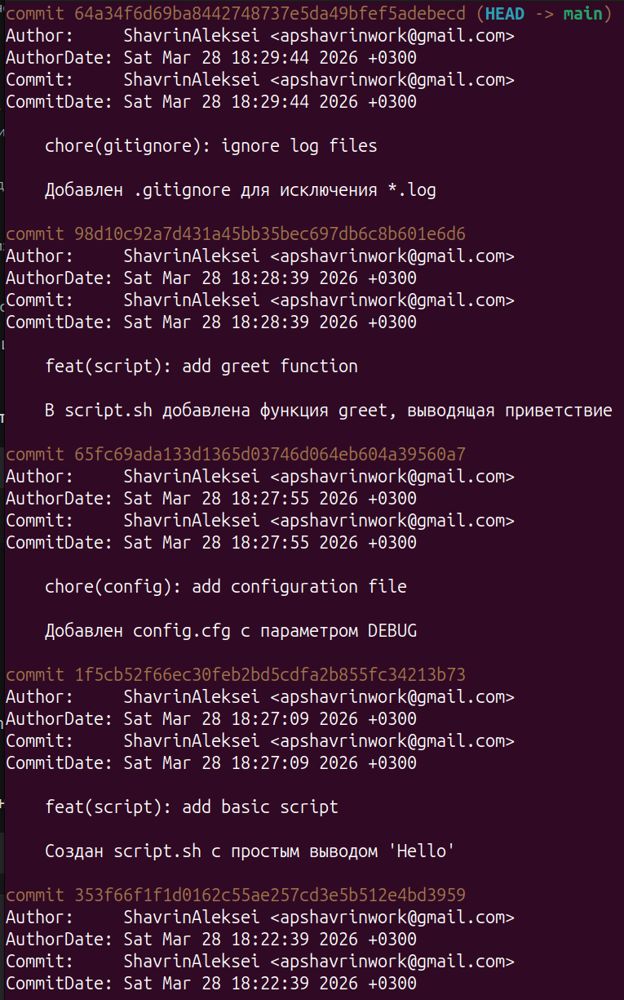 commit 64a34f6d69ba8442748737e5da49bfef5adebecd (HEAD -> main)
Author:     ShavrinAleksei <apshavrinwork@gmail.com>
AuthorDate: Sat Mar 28 18:29:44 2026 +0300
Commit:     ShavrinAleksei <apshavrinwork@gmail.com>
CommitDate: Sat Mar 28 18:29:44 2026 +0300
chore(gitignore): ignore log files
Добавлен .gitignore для исключения *.log
commit 98d10c92a7d431a45bb35bec697db6c8b601e6d6
Author:     ShavrinAleksei <apshavrinwork@gmail.com>
AuthorDate: Sat Mar 28 18:28:39 2026 +0300
Commit:     ShavrinAleksei <apshavrinwork@gmail.com>
CommitDate: Sat Mar 28 18:28:39 2026 +0300
feat(script): add greet function
В script.sh добавлена функция greet, выводящая приветствие
commit 65fc69ada133d1365d03746d064eb604a39560a7
Author:     ShavrinAleksei <apshavrinwork@gmail.com>
AuthorDate: Sat Mar 28 18:27:55 2026 +0300
Commit:     ShavrinAleksei <apshavrinwork@gmail.com>
CommitDate: Sat Mar 28 18:27:55 2026 +0300
chore(config): add configuration file
Добавлен config.cfg с параметром DEBUG
commit 1f5cb52f66ec30feb2bd5cdfa2b855fc34213b73
Author:     ShavrinAleksei <apshavrinwork@gmail.com>
AuthorDate: Sat Mar 28 18:27:09 2026 +0300
Commit:     ShavrinAleksei <apshavrinwork@gmail.com>
CommitDate: Sat Mar 28 18:27:09 2026 +0300
feat(script): add basic script
Создан script.sh с простым выводом 'Hello'
commit 353f66f1f1d0162c55ae257cd3e5b512e4bd3959
Author:     ShavrinAleksei <apshavrinwork@gmail.com>
AuthorDate: Sat Mar 28 18:22:39 2026 +0300
Commit:     ShavrinAleksei <apshavrinwork@gmail.com>
CommitDate: Sat Mar 28 18:22:39 2026 +0300